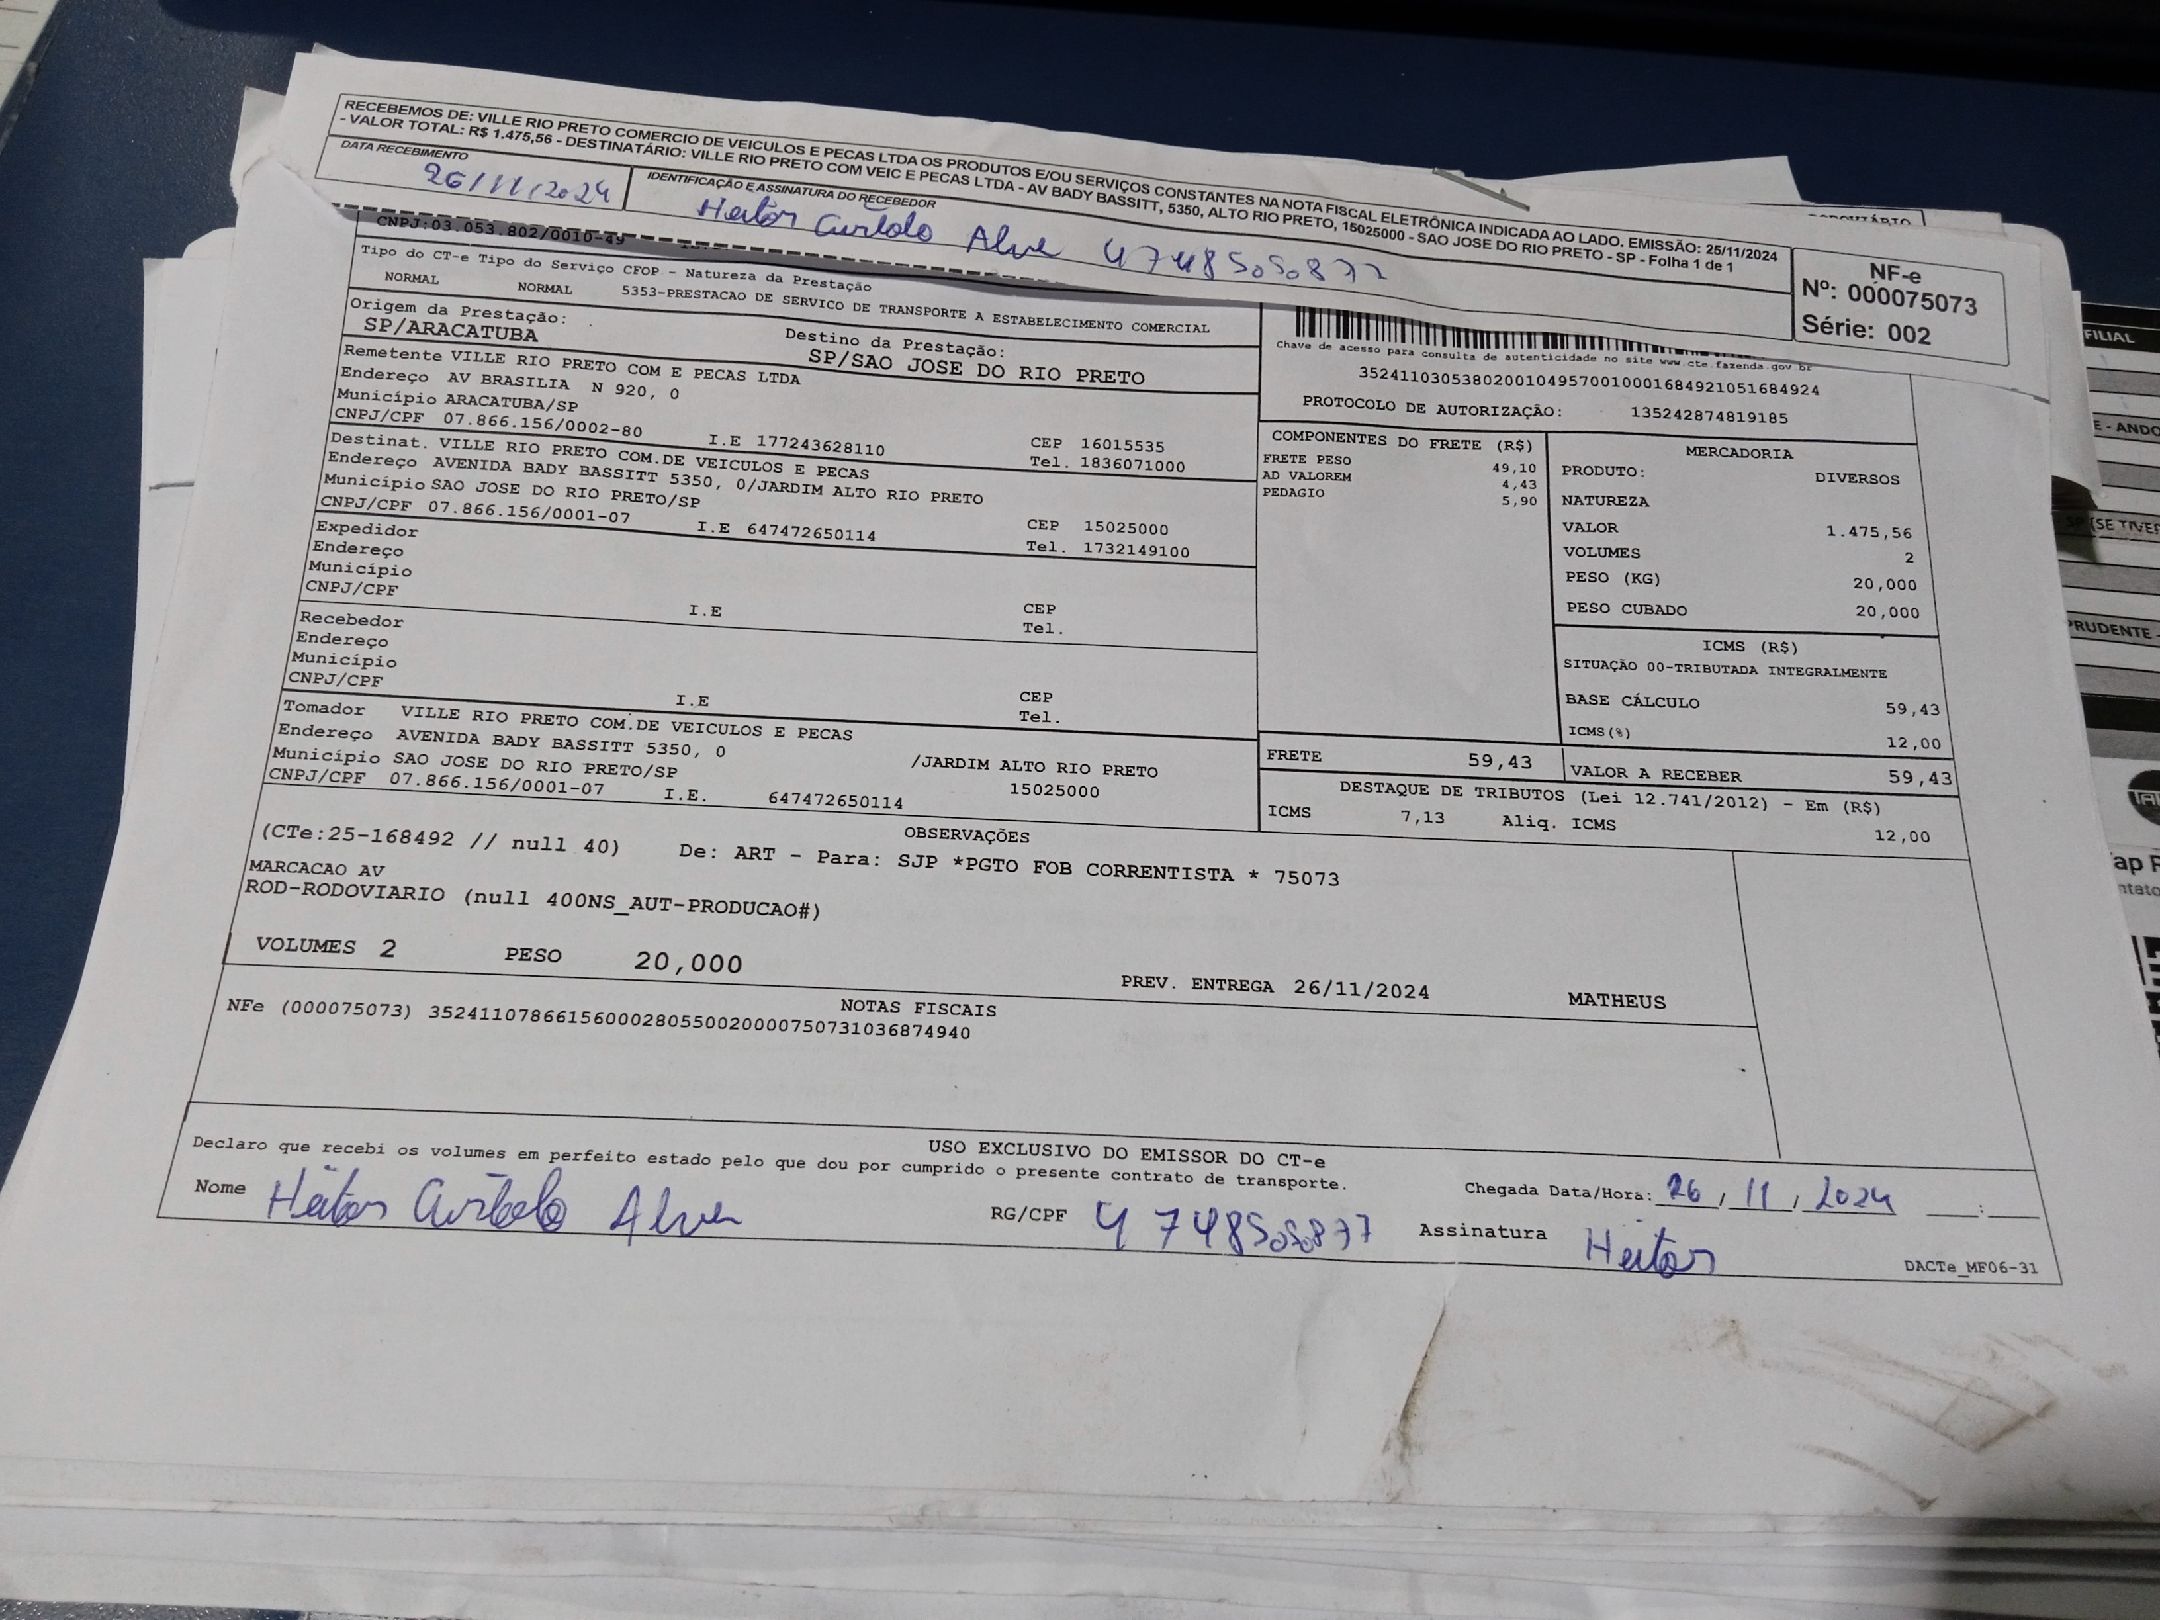 RECEBEMOS DE: VILLE RIO PRETO COMERCIO DE VEICULOS E PECAS LTDA OS PRODUTOS E/OU SERVIÇOS CONSTANTES NA NOTA FISCAL ELETRÔNICA INDICADA AO LADO. EMISSÃO: 25/11/2024
- VALOR TOTAL: R$ 1.475,56 - DESTINATÁRIO: VILLE RIO PRETO COM VEIC E PECAS LTDA - AV BADY BASSITT, 5350, ALTO RIO PRETO, 15025000 - SAO JOSE DO RIO PRETO - SP - Folha 1 de 1
DATA RECEBIMENTO
26/11/2024
IDENTIFICAÇÃO E ASSINATURA DO RECEBEDOR
Heitor Alve
NF-e
Nº: 000075073
Série: 002
CNPJ:03.053.802/0010-49
Tipo do CT-e Tipo do Serviço CFOP - Natureza da Prestação
NORMAL NORMAL 5353-PRESTACAO DE SERVICO DE TRANSPORTE A ESTABELECIMENTO COMERCIAL
Origem da Prestação: Destino da Prestação:
SP/ARACATUBA SP/SAO JOSE DO RIO PRETO
Remetente VILLE RIO PRETO COM E PECAS LTDA
Endereço AV BRASILIA N 920, 0
Município ARACATUBA/SP CEP 16015535
CNPJ/CPF 07.866.156/0002-80 I.E 177243628110 Tel. 1836071000
Destinat. VILLE RIO PRETO COM.DE VEICULOS E PECAS
Endereço AVENIDA BADY BASSITT 5350, 0/JARDIM ALTO RIO PRETO
Município SAO JOSE DO RIO PRETO/SP CEP 15025000
CNPJ/CPF 07.866.156/0001-07 I.E 647472650114 Tel. 1732149100
Expedidor
Endereço
Município CEP
CNPJ/CPF I.E Tel.
Recebedor
Endereço
Município CEP
CNPJ/CPF I.E Tel.
Tomador VILLE RIO PRETO COM.DE VEICULOS E PECAS
Endereço AVENIDA BADY BASSITT 5350, 0 /JARDIM ALTO RIO PRETO
Município SAO JOSE DO RIO PRETO/SP 15025000
CNPJ/CPF 07.866.156/0001-07 I.E. 647472650114
Chave de acesso para consulta de autenticidade no site www.cte.fazenda.gov.br
35241103053802001049570010001684921051684924
PROTOCOLO DE AUTORIZAÇÃO: 135242874819185
COMPONENTES DO FRETE (R$)
FRETE PESO 49,10
AD VALOREM 4,43
PEDAGIO 5,90
MERCADORIA
PRODUTO: DIVERSOS
NATUREZA
VALOR 1.475,56
VOLUMES 2
PESO (KG) 20,000
PESO CUBADO 20,000
ICMS (R$)
SITUAÇÃO 00-TRIBUTADA INTEGRALMENTE
BASE CÁLCULO 59,43
ICMS(%) 12,00
FRETE 59,43 VALOR A RECEBER 59,43
DESTAQUE DE TRIBUTOS (Lei 12.741/2012) - Em (R$)
ICMS 7,13 Aliq. ICMS 12,00
OBSERVAÇÕES
(CTe:25-168492 // null 40) De: ART - Para: SJP *PGTO FOB CORRENTISTA * 75073
MARCACAO AV
ROD-RODOVIARIO (null 400NS_AUT-PRODUCAO#)
VOLUMES 2 PESO 20,000 PREV. ENTREGA 26/11/2024 MATHEUS
NOTAS FISCAIS
NFe (000075073) 35241107866156000280550020000750731036874940
USO EXCLUSIVO DO EMISSOR DO CT-e
Declaro que recebi os volumes em perfeito estado pelo que dou por cumprido o presente contrato de transporte.
Nome Heitor Alve RG/CPF 47485050877
Chegada Data/Hora: 26/11/2024 __:__
Assinatura Heitor
DACTe_MF06-31
RODOVIÁRIO
FILIAL
E - ANDO
SP (SE TIVER
PRUDENTE -